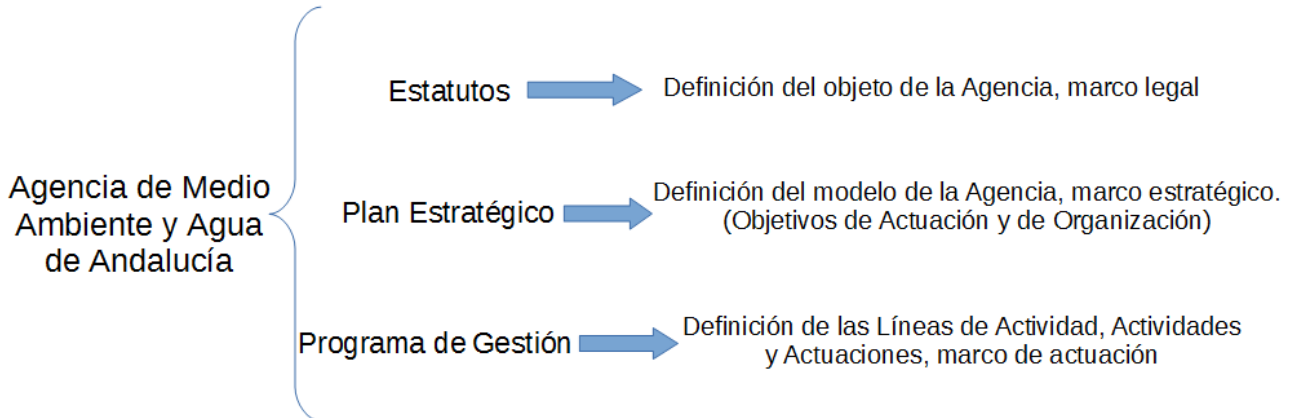 Agencia de Medio
Ambiente y Agua
de Andalucía
Estatutos
Definición del objeto de la Agencia, marco legal
Plan Estratégico
Definición del modelo de la Agencia, marco estratégico.
(Objetivos de Actuación y de Organización)
Programa de Gestión
Definición de las Líneas de Actividad, Actividades
y Actuaciones, marco de actuación